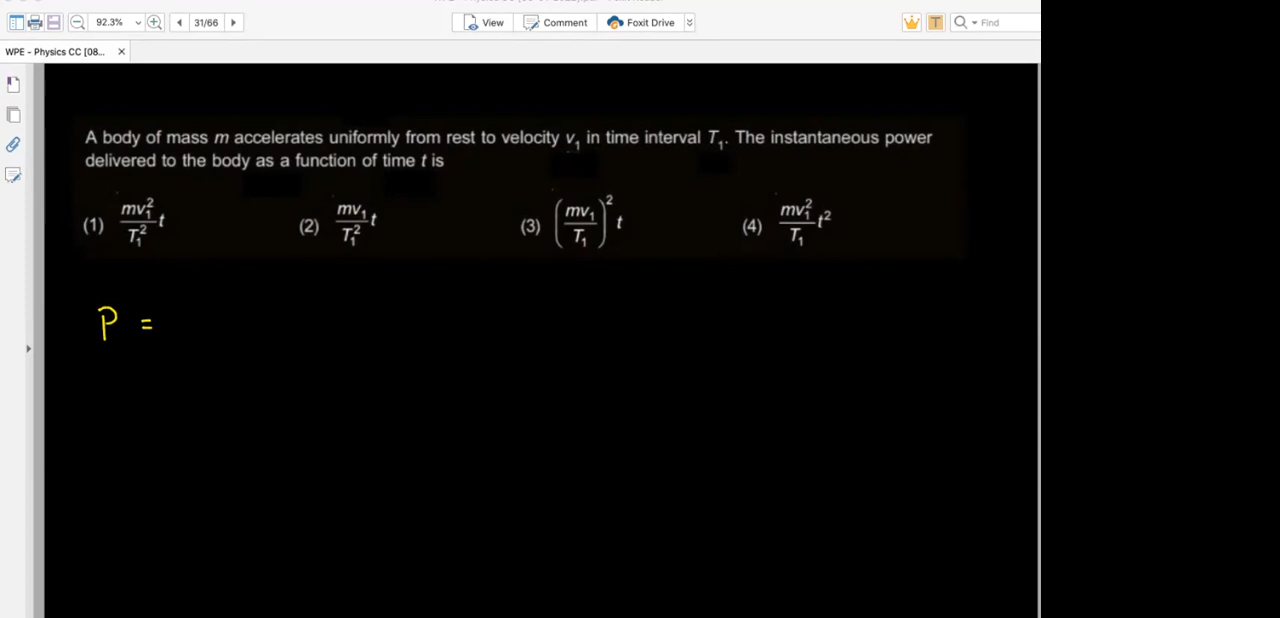 92.3%
31/66
View
Comment
Foxit Drive
T
Find
WPE - Physics CC [08... ×
A body of mass m accelerates uniformly from rest to velocity v₁ in time interval T₁. The instantaneous power
delivered to the body as a function of time t is
(1) mv₁²/T₁² t (2) mv₁/T₁² t (3) (mv₁/T₁)² t (4) mv₁²/T₁ t²
P =